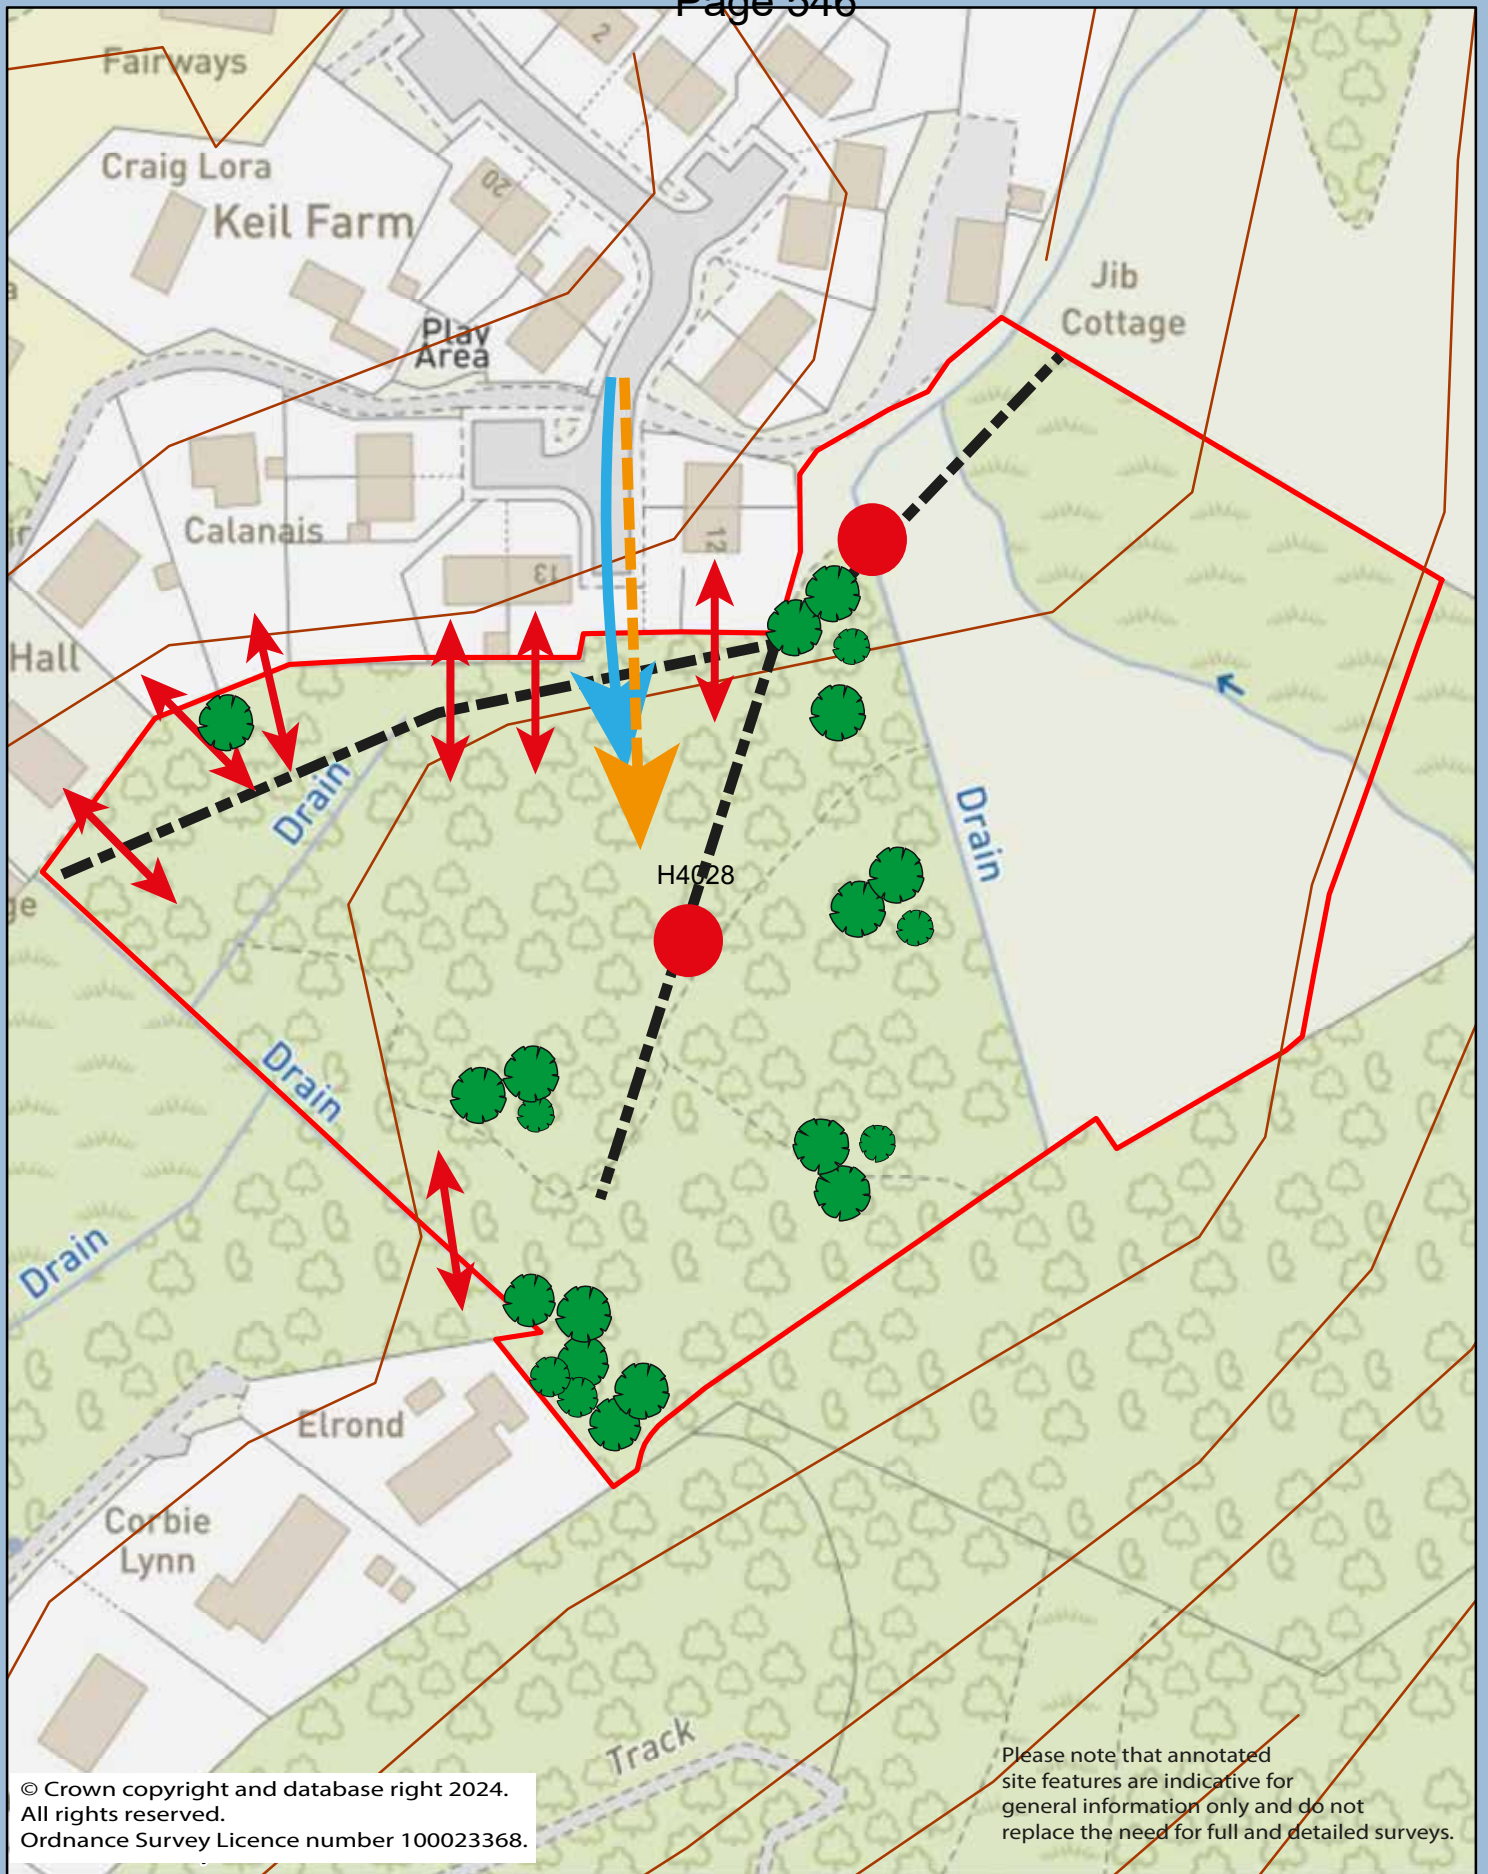 Page 546
Fairways
2
Craig Lora
20
Keil Farm
Jib
Cottage
Play
Area
Calanais
12
13
Hall
Drain
Drain
H4028
ge
Drain
Drain
Elrond
Corbie
Lynn
Track
Please note that annotated
site features are indicative for
general information only and do not
replace the need for full and detailed surveys.
© Crown copyright and database right 2024.
All rights reserved.
Ordnance Survey Licence number 100023368.